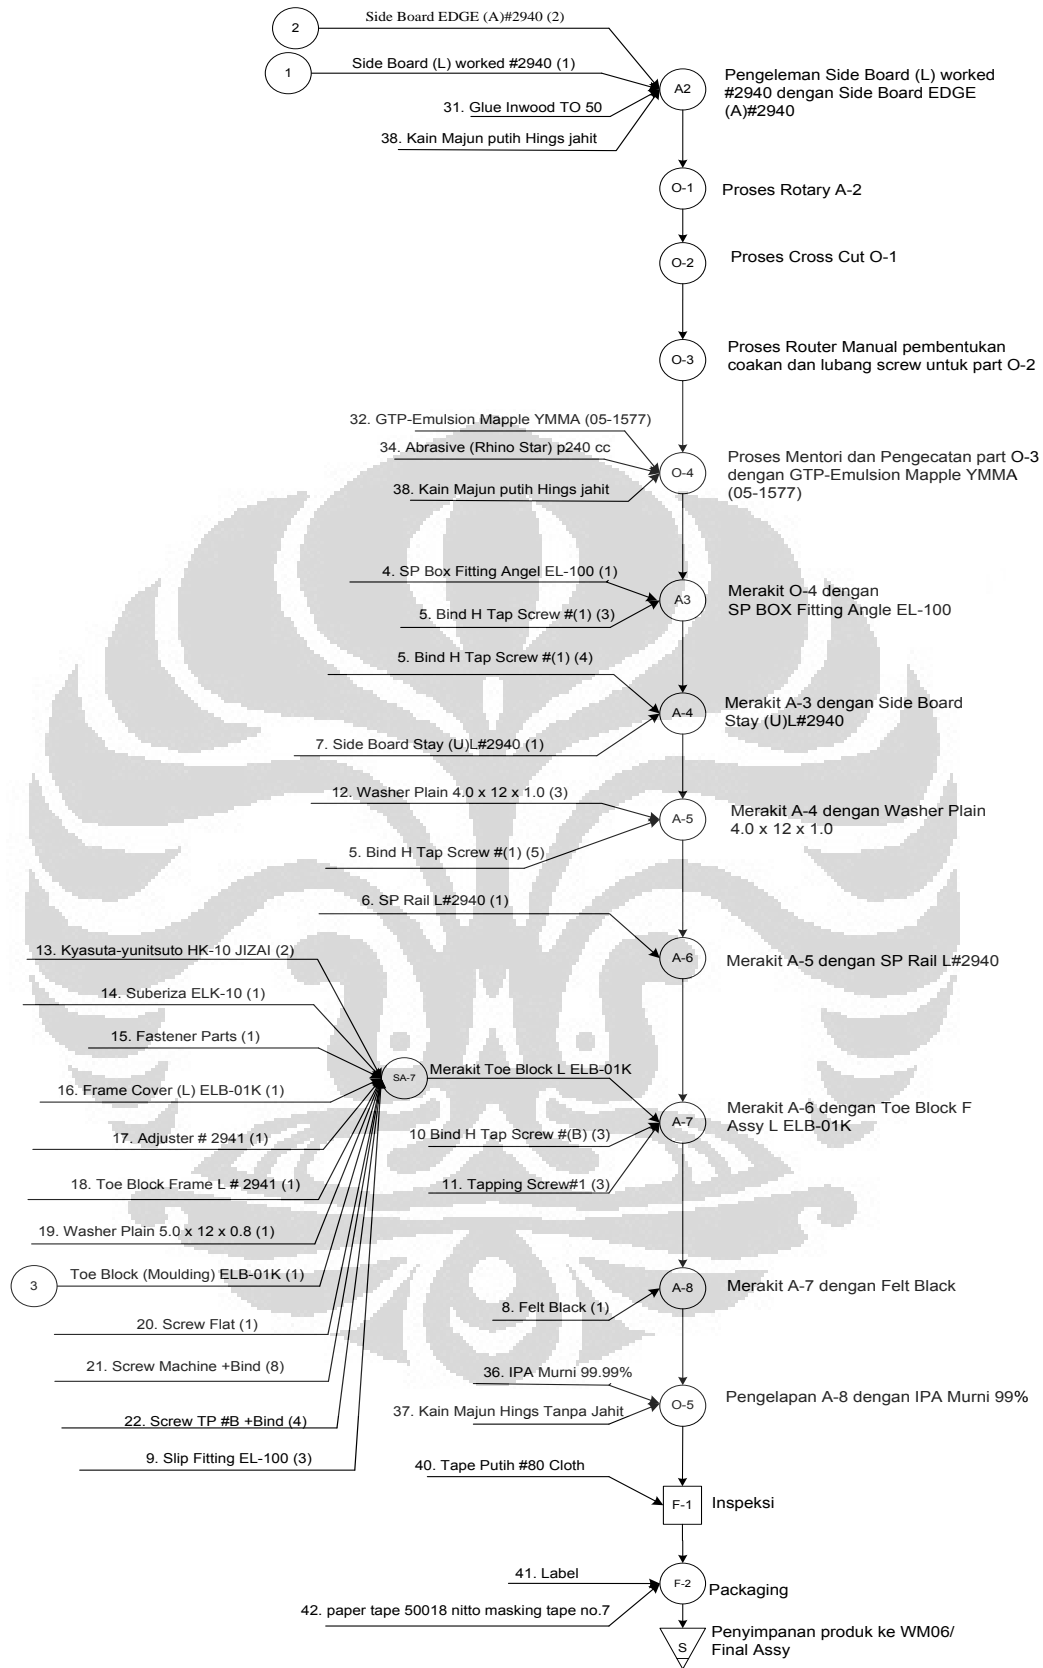 2
Side Board EDGE (A)#2940 (2)
1
Side Board (L) worked #2940 (1)
31. Glue Inwood TO 50
38. Kain Majun putih Hings jahit
A2
Pengeleman Side Board (L) worked
#2940 dengan Side Board EDGE
(A)#2940
O-1
Proses Rotary A-2
O-2
Proses Cross Cut O-1
O-3
Proses Router Manual pembentukan
coakan dan lubang screw untuk part O-2
32. GTP-Emulsion Mapple YMMA (05-1577)
34. Abrasive (Rhino Star) p240 cc
38. Kain Majun putih Hings jahit
O-4
Proses Mentori dan Pengecatan part O-3
dengan GTP-Emulsion Mapple YMMA
(05-1577)
4. SP Box Fitting Angel EL-100 (1)
5. Bind H Tap Screw #(1) (3)
A3
Merakit O-4 dengan
SP BOX Fitting Angle EL-100
5. Bind H Tap Screw #(1) (4)
7. Side Board Stay (U)L#2940 (1)
A-4
Merakit A-3 dengan Side Board
Stay (U)L#2940
12. Washer Plain 4.0 x 12 x 1.0 (3)
5. Bind H Tap Screw #(1) (5)
A-5
Merakit A-4 dengan Washer Plain
4.0 x 12 x 1.0
6. SP Rail L#2940 (1)
A-6
Merakit A-5 dengan SP Rail L#2940
13. Kyasuta-yunitsuto HK-10 JIZAI (2)
14. Suberiza ELK-10 (1)
15. Fastener Parts (1)
16. Frame Cover (L) ELB-01K (1)
17. Adjuster # 2941 (1)
18. Toe Block Frame L # 2941 (1)
19. Washer Plain 5.0 x 12 x 0.8 (1)
3
Toe Block (Moulding) ELB-01K (1)
20. Screw Flat (1)
21. Screw Machine +Bind (8)
22. Screw TP #B +Bind (4)
9. Slip Fitting EL-100 (3)
SA-7
Merakit Toe Block L ELB-01K
10 Bind H Tap Screw #(B) (3)
11. Tapping Screw#1 (3)
A-7
Merakit A-6 dengan Toe Block F
Assy L ELB-01K
8. Felt Black (1)
A-8
Merakit A-7 dengan Felt Black
36. IPA Murni 99.99%
37. Kain Majun Hings Tanpa Jahit
O-5
Pengelapan A-8 dengan IPA Murni 99%
40. Tape Putih #80 Cloth
F-1
Inspeksi
41. Label
42. paper tape 50018 nitto masking tape no.7
F-2
Packaging
S
Penyimpanan produk ke WM06/
Final Assy